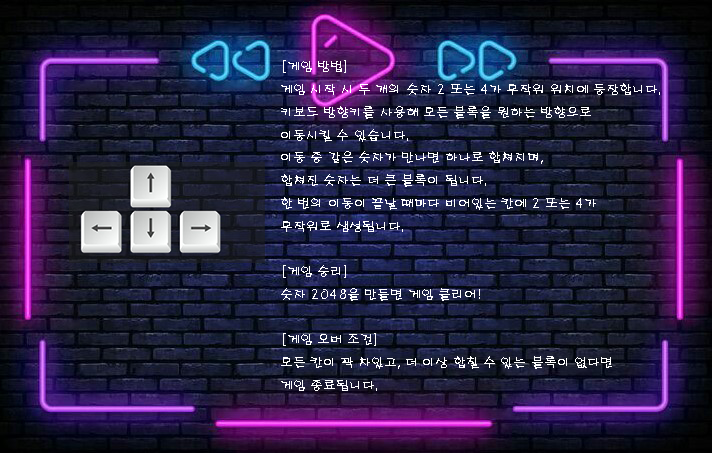 [게임 방법]
게임 시작 시 두 개의 숫자 2 또는 4가 무작위 위치에 등장합니다.
키보드 방향키를 사용해 모든 블록을 원하는 방향으로
이동시킬 수 있습니다.
이동 중 같은 숫자가 만나면 하나로 합쳐지며,
합쳐진 숫자는 더 큰 블록이 됩니다.
한 번의 이동이 끝날 때마다 비어있는 칸에 2 또는 4가
무작위로 생성됩니다.
[게임 승리]
숫자 2048을 만들면 게임 클리어!
[게임 오버 조건]
모든 칸이 꽉 차있고, 더 이상 합칠 수 있는 블록이 없다면
게임 종료됩니다.